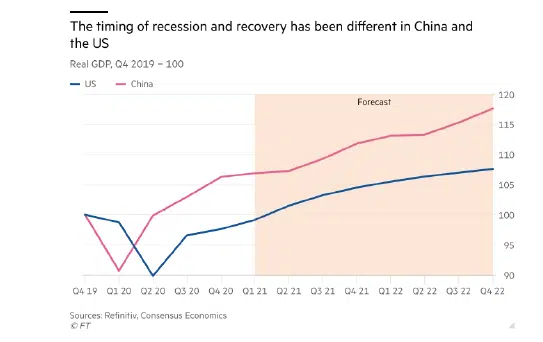 The timing of recession and recovery has been different in China and
the US
Real GDP, Q4 2019 = 100
US China
Forecast
120
115
110
105
100
95
90
Q4 19 Q1 20 Q2 20 Q3 20 Q4 20 Q1 21 Q2 21 Q3 21 Q4 21 Q1 22 Q2 22 Q3 22 Q4 22
Sources: Refinitiv, Consensus Economics
© FT